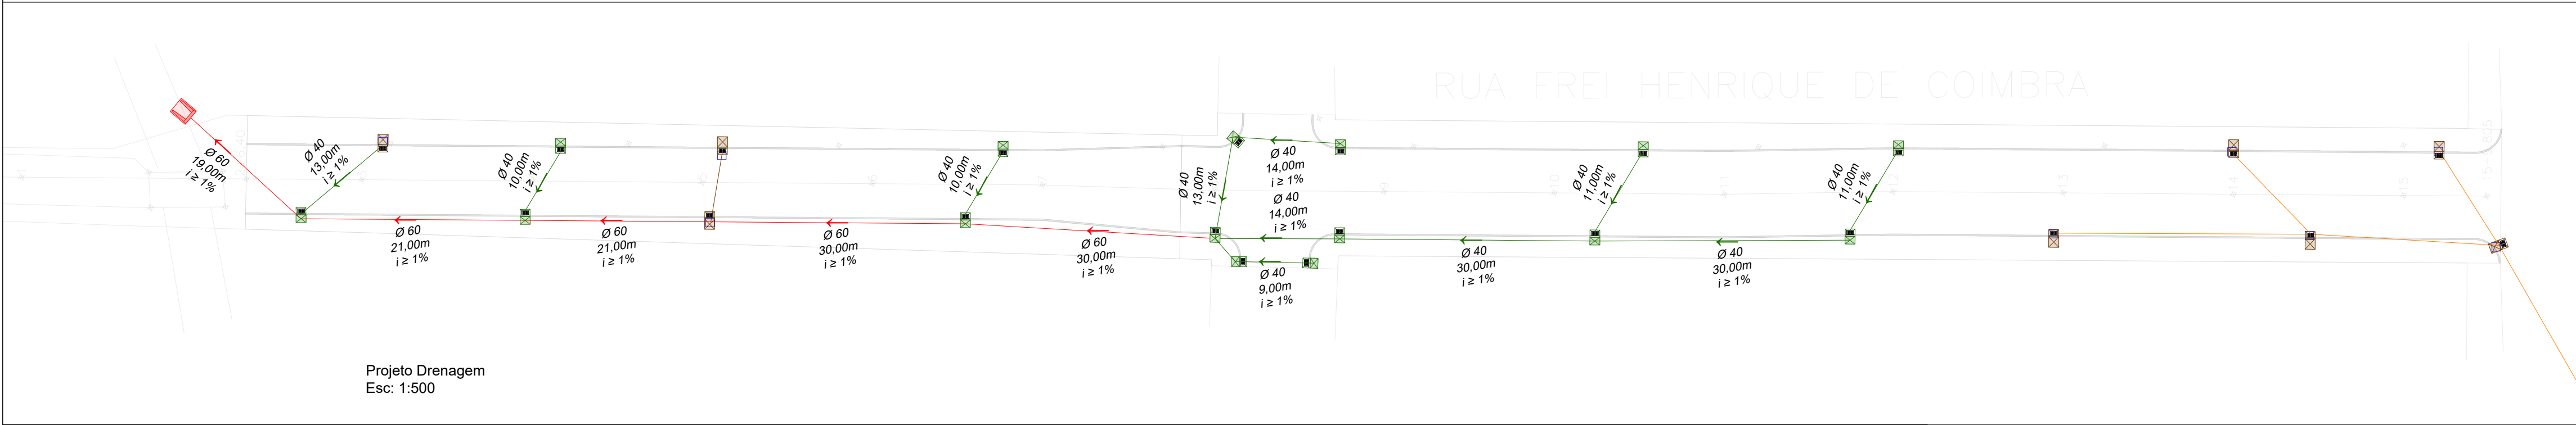 RUA FREI HENRIQUE DE COIMBRA
Ø 60
19,00m
i ≥ 1%
Ø 40
13,00m
i ≥ 1%
Ø 40
10,00m
i ≥ 1%
Ø 40
10,00m
i ≥ 1%
Ø 40
13,00m
i ≥ 1%
Ø 40
14,00m
i ≥ 1%
Ø 40
14,00m
i ≥ 1%
Ø 40
11,00m
i ≥ 1%
Ø 40
11,00m
i ≥ 1%
Ø 60
21,00m
i ≥ 1%
Ø 60
21,00m
i ≥ 1%
Ø 60
30,00m
i ≥ 1%
Ø 60
30,00m
i ≥ 1%
Ø 40
9,00m
i ≥ 1%
Ø 40
30,00m
i ≥ 1%
Ø 40
30,00m
i ≥ 1%
Projeto Drenagem
Esc: 1:500